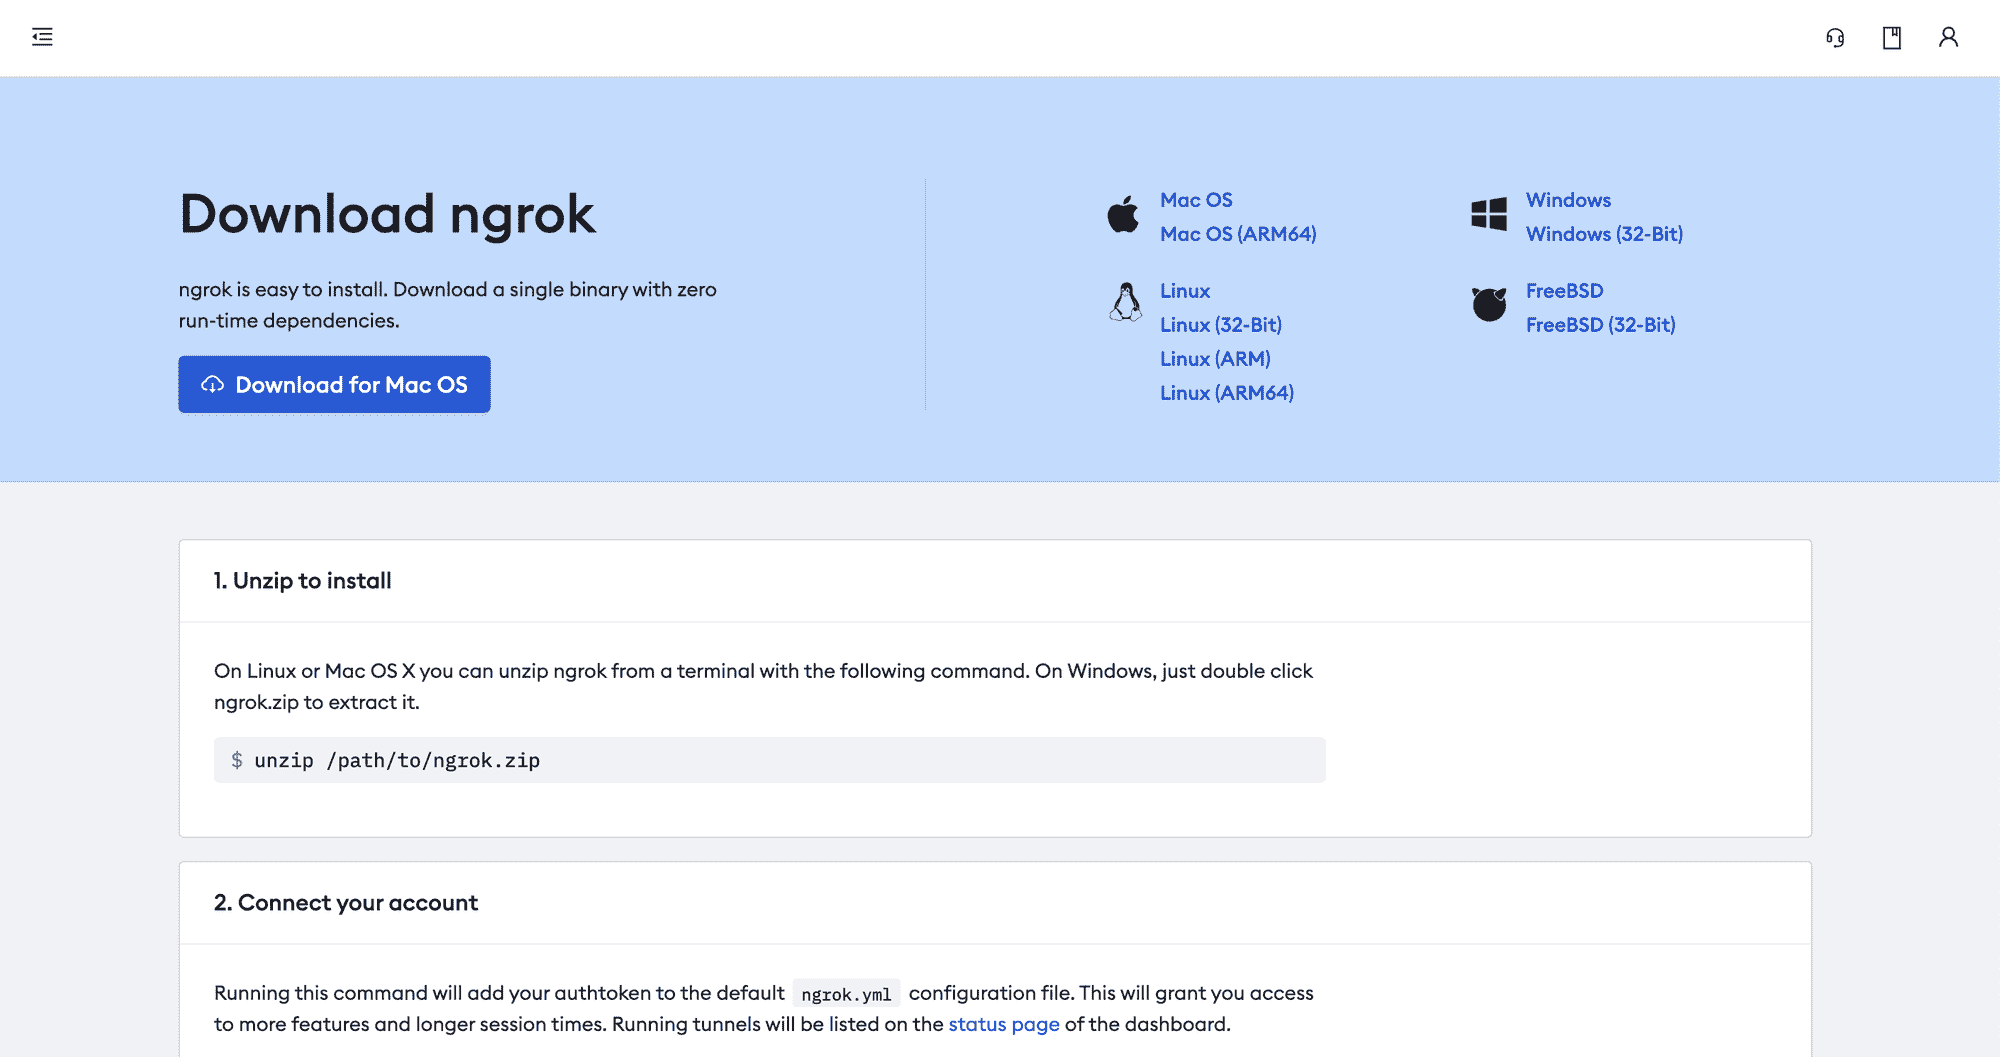 Download ngrok
ngrok is easy to install. Download a single binary with zero
run-time dependencies.
Download for Mac OS
Mac OS
Mac OS (ARM64)
Linux
Linux (32-Bit)
Linux (ARM)
Linux (ARM64)
Windows
Windows (32-Bit)
FreeBSD
FreeBSD (32-Bit)
1. Unzip to install
On Linux or Mac OS X you can unzip ngrok from a terminal with the following command. On Windows, just double click
ngrok.zip to extract it.
$ unzip /path/to/ngrok.zip
2. Connect your account
Running this command will add your authtoken to the default ngrok.yml configuration file. This will grant you access
to more features and longer session times. Running tunnels will be listed on the status page of the dashboard.